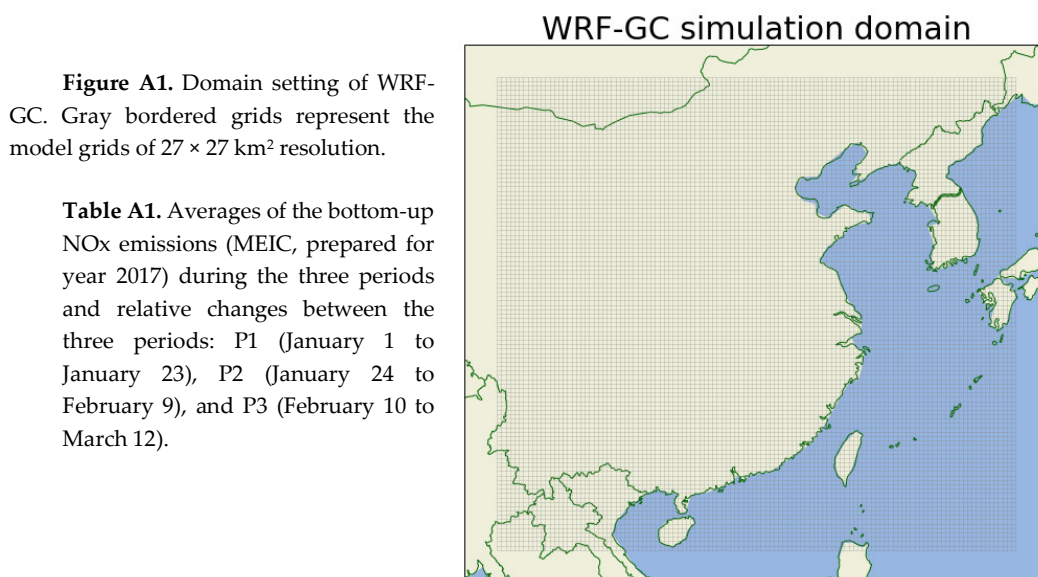 WRF-GC simulation domain
Figure A1. Domain setting of WRF-
GC. Gray bordered grids represent the
model grids of 27 × 27 km² resolution.
Table A1. Averages of the bottom-up
NOx emissions (MEIC, prepared for
year 2017) during the three periods
and relative changes between the
three periods: P1 (January 1 to
January 23), P2 (January 24 to
February 9), and P3 (February 10 to
March 12).